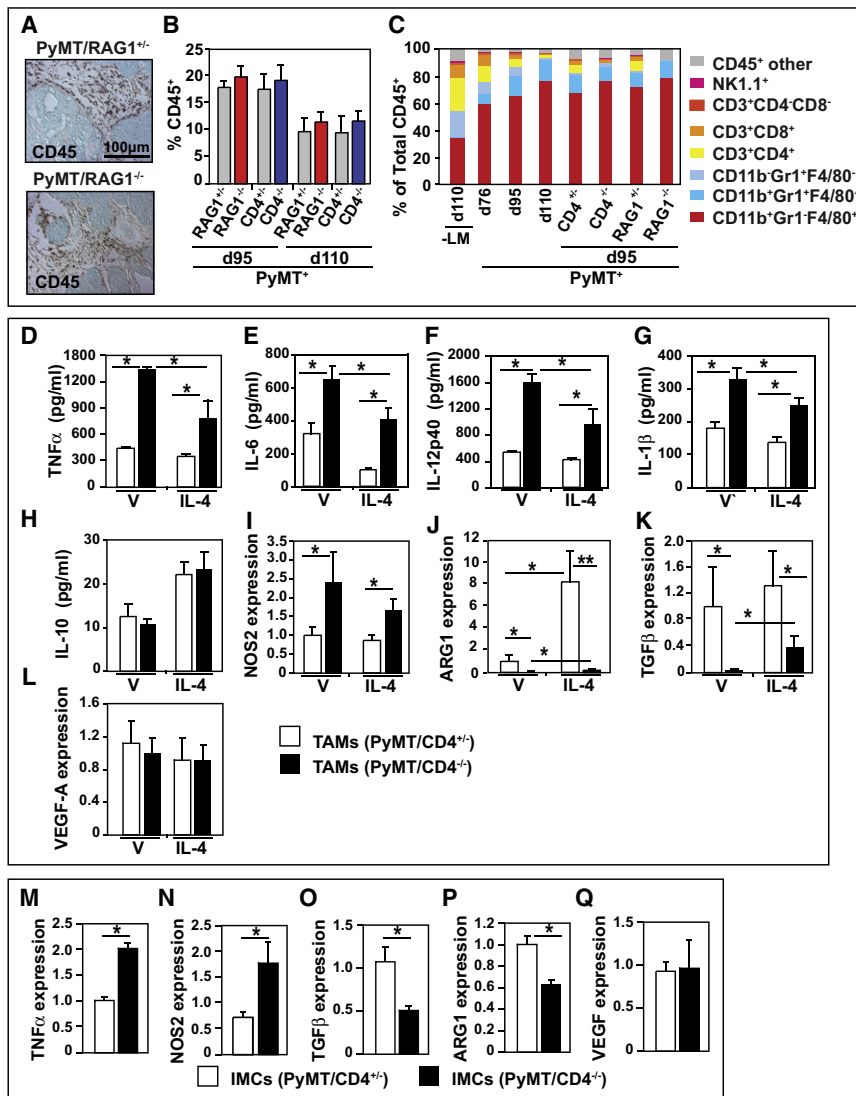 A
PyMT/RAG1+/-
CD45
100µm
PyMT/RAG1-/-
CD45
B
% CD45+
25
20
15
10
5
0
RAG1+/-
RAG1-/-
CD4+/-
CD4-/-
RAG1+/-
RAG1-/-
CD4+/-
CD4-/-
d95
d110
PyMT+
C
% of Total CD45+
100
80
60
40
20
0
d110
d76
d95
d110
CD4+/-
CD4-/-
RAG1+/-
RAG1-/-
-LM
d95
PyMT+
CD45+ other
NK1.1+
CD3+CD4-CD8-
CD3+CD8+
CD3+CD4+
CD11b-Gr1+F4/80-
CD11b+Gr1+F4/80-
CD11b+Gr1-F4/80+
D
TNFα (pg/ml)
1800
1500
1200
900
600
300
0
* *
*
V IL-4
E
IL-6 (pg/ml)
800
600
400
200
0
* *
*
V IL-4
F
IL-12p40 (pg/ml)
2000
1600
1200
800
400
0
* *
*
V IL-4
G
IL-1β (pg/ml)
400
300
200
100
0
* *
*
V` IL-4
H
IL-10 (pg/ml)
30
20
10
0
V IL-4
I
NOS2 expression
3.5
3.0
2.5
2.0
1.5
1.0
0.5
0
* *
V IL-4
J
ARG1 expression
12
10
8
6
4
2
0
* **
*
*
V IL-4
K
TGFβ expression
2.0
1.6
1.2
0.8
0.4
0
* *
*
V IL-4
L
VEGF-A expression
1.6
1.2
0.8
0.4
0
V IL-4
TAMs (PyMT/CD4+/-)
TAMs (PyMT/CD4-/-)
M
TNFα expression
2.5
2.0
1.5
1.0
0.5
0
*
N
NOS2 expression
2.5
2.0
1.5
1.0
0.5
0
*
O
TGFβ expression
1.5
1.0
0.5
0
*
P
ARG1 expression
1.2
1.0
0.8
0.6
0.4
0.2
0
*
Q
VEGF expression
1.5
1.0
0.5
0
IMCs (PyMT/CD4+/-)
IMCs (PyMT/CD4-/-)